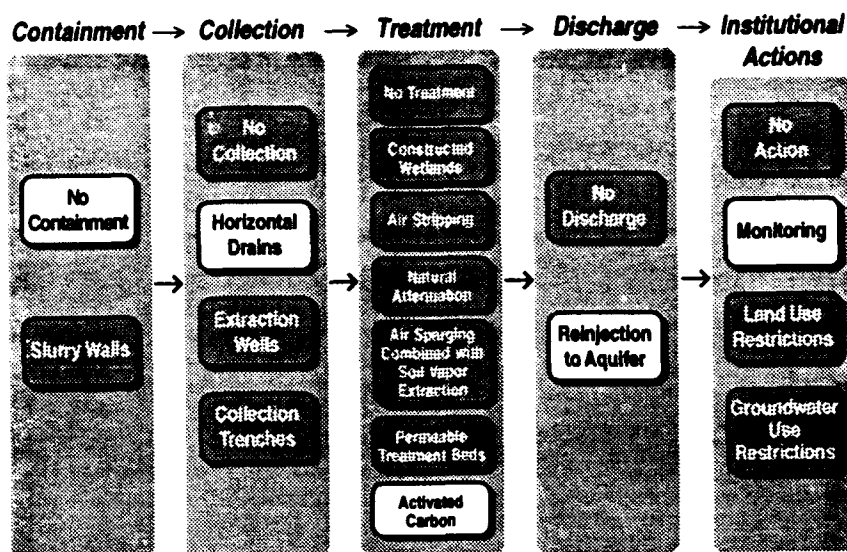 Containment → Collection → Treatment → Discharge → Institutional
Actions
No
Containment
Slurry Walls
No
Collection
Horizontal
Drains
Extraction
Wells
Collection
Trenches
No Treatment
Constructed
Wetlands
Air Stripping
Natural
Attenuation
Air Sparging
Combined with
Soil Vapor
Extraction
Permeable
Treatment Beds
Activated
Carbon
No
Discharge
Reinjection
to Aquifer
No
Action
Monitoring
Land Use
Restrictions
Groundwater
Use
Restrictions